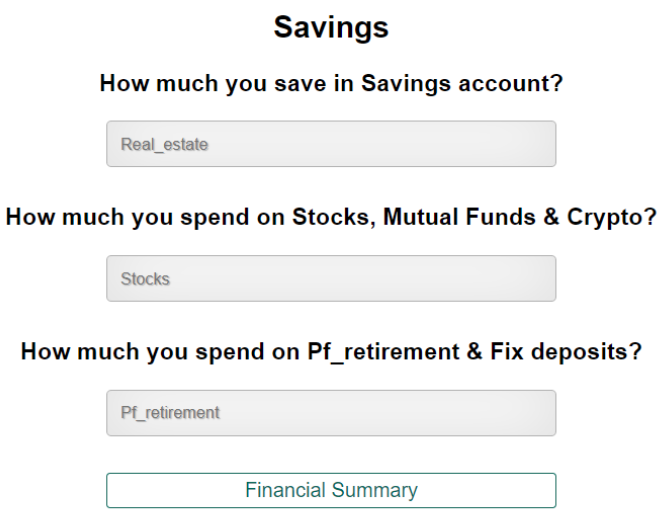 Savings
How much you save in Savings account?
Real_estate
How much you spend on Stocks, Mutual Funds & Crypto?
Stocks
How much you spend on Pf_retirement & Fix deposits?
Pf_retirement
Financial Summary